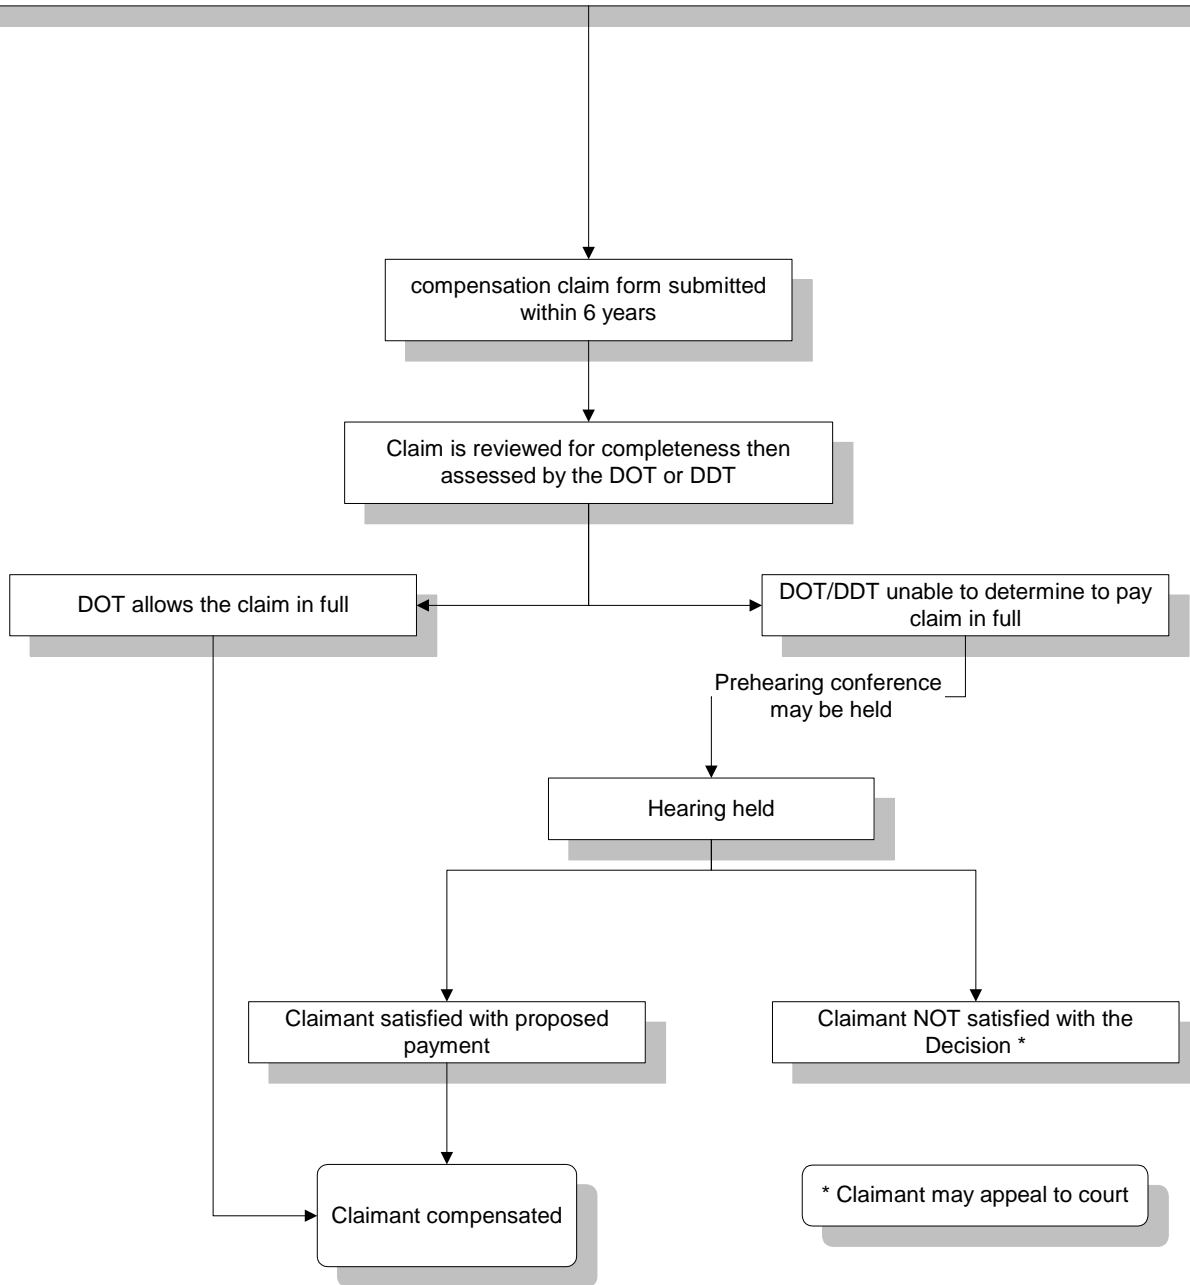 compensation claim form submitted
within 6 years
Claim is reviewed for completeness then
assessed by the DOT or DDT
DOT allows the claim in full
DOT/DDT unable to determine to pay
claim in full
Prehearing conference
may be held
Hearing held
Claimant satisfied with proposed
payment
Claimant NOT satisfied with the
Decision *
Claimant compensated
* Claimant may appeal to court